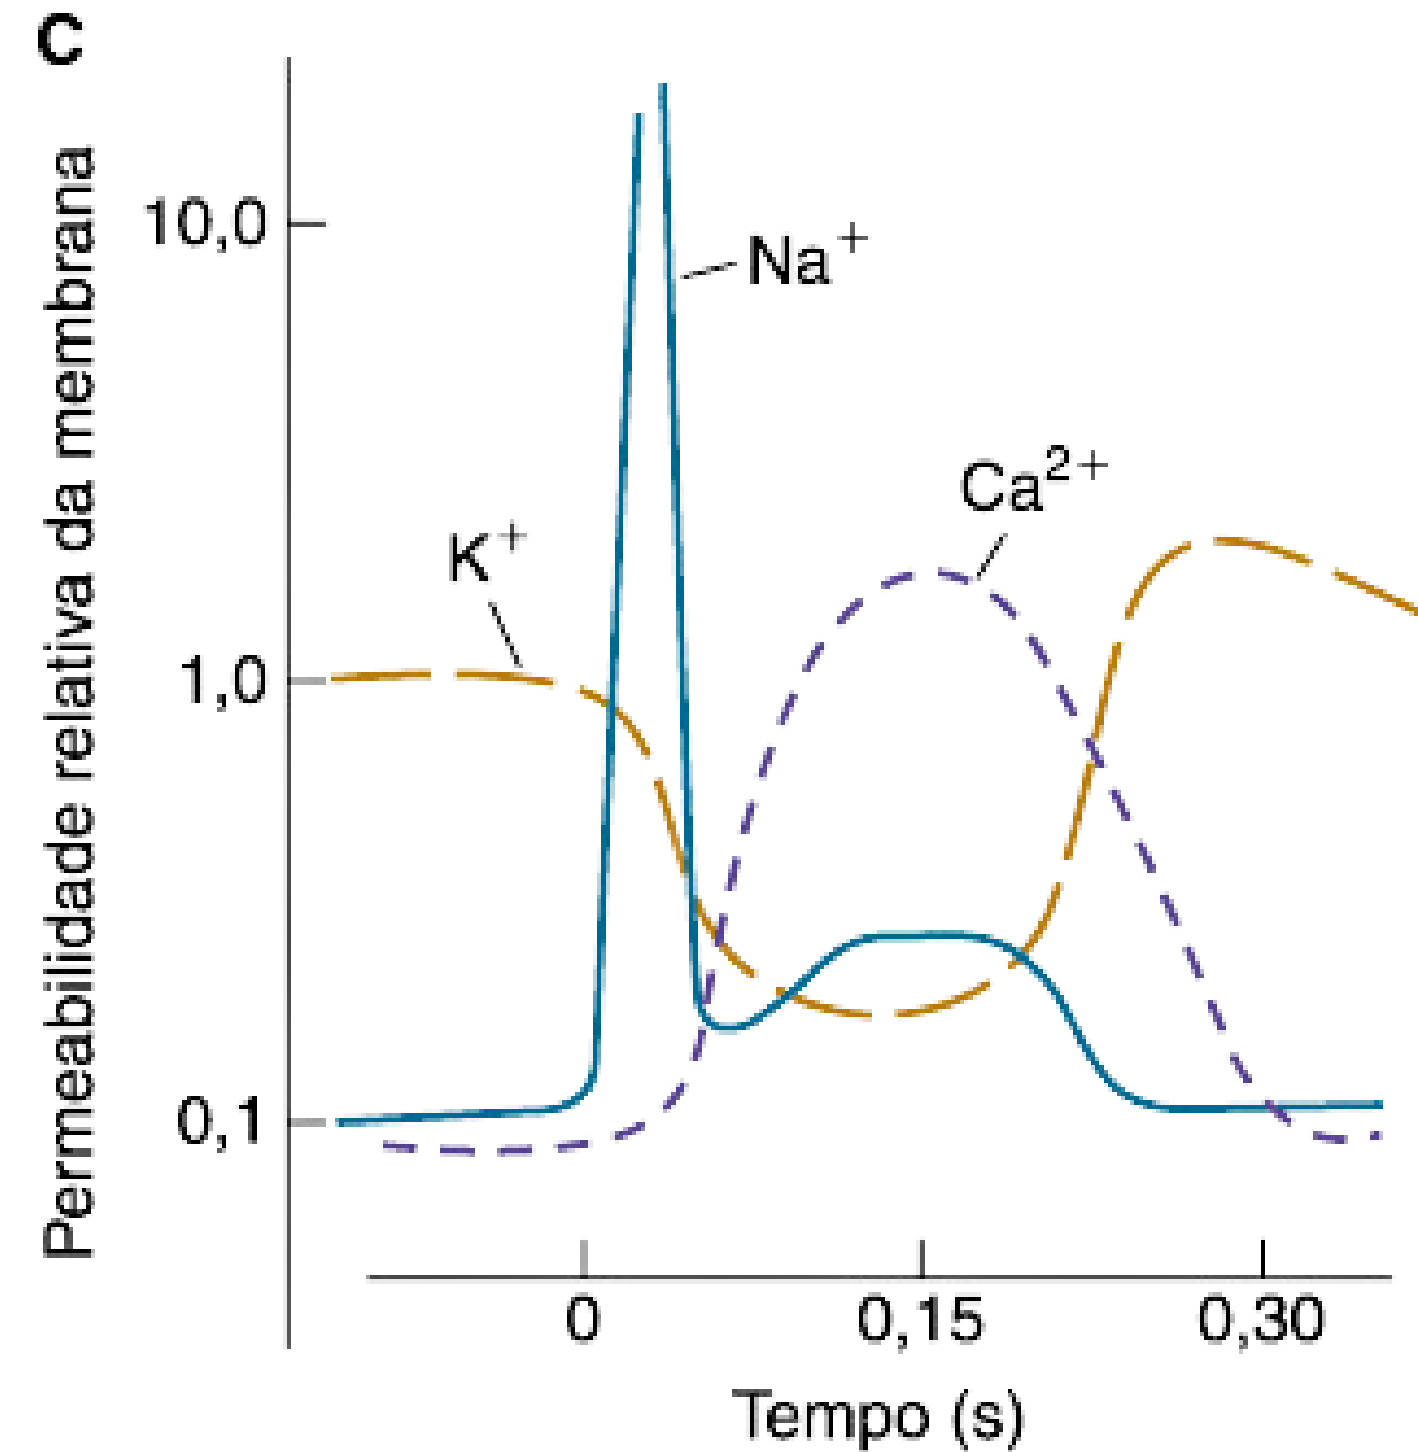 C
Permeabilidade relativa da membrana
10,0
1,0
0,1
Na⁺
Ca²⁺
K⁺
0
0,15
0,30
Tempo (s)